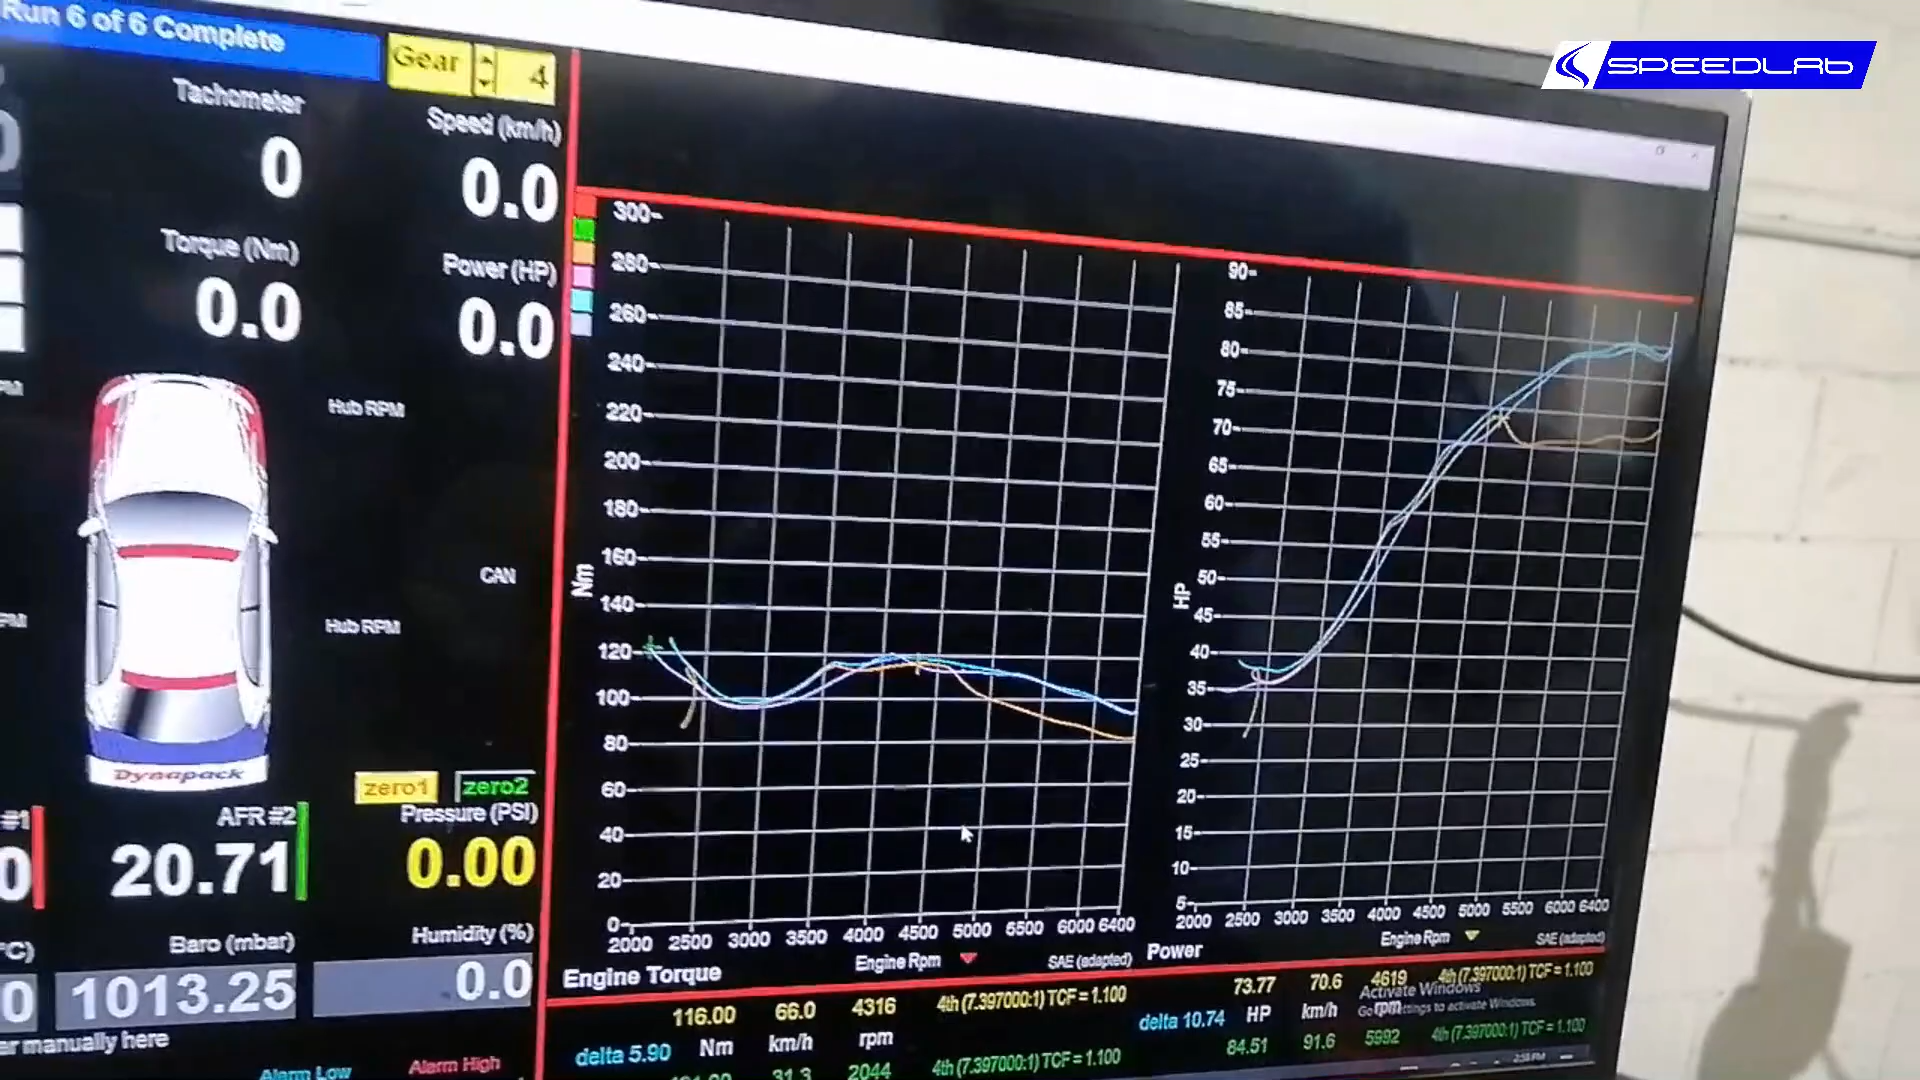 Run 6 of 6 Complete
Gear 4
SPEEDLAB
Tachometer
0
Speed (km/h)
0.0
Torque (Nm)
0.0
Power (HP)
0.0
Hub RPM
CAN
Hub RPM
Dynapack
zero1 zero2
#1
AFR #2
20.71
Pressure (PSI)
0.00
Baro (mbar)
1013.25
Humidity (%)
0.0
er manually here
Alarm Low
Alarm High
300
280
260
240
220
200
180
160
140
120
100
80
60
40
20
0
Nm
2000 2500 3000 3500 4000 4500 5000 5500 6000 6400
Engine Rpm
SAE (adapted)
Engine Torque
90
85
80
75
70
65
60
55
50
45
40
35
30
25
20
15
10
5
HP
2000 2500 3000 3500 4000 4500 5000 5500 6000 6400
Engine Rpm
SAE (adapted)
Power
116.00 66.0 4316 4th (7.397000:1) TCF = 1.100
delta 5.90 Nm km/h rpm
31.3 2044 4th (7.397000:1) TCF = 1.100
73.77 70.6 4619 4th (7.397000:1) TCF = 1.100
delta 10.74 HP km/h rpm
84.51 91.6 5992 4th (7.397000:1) TCF = 1.100
Activate Windows
to activate Windows.